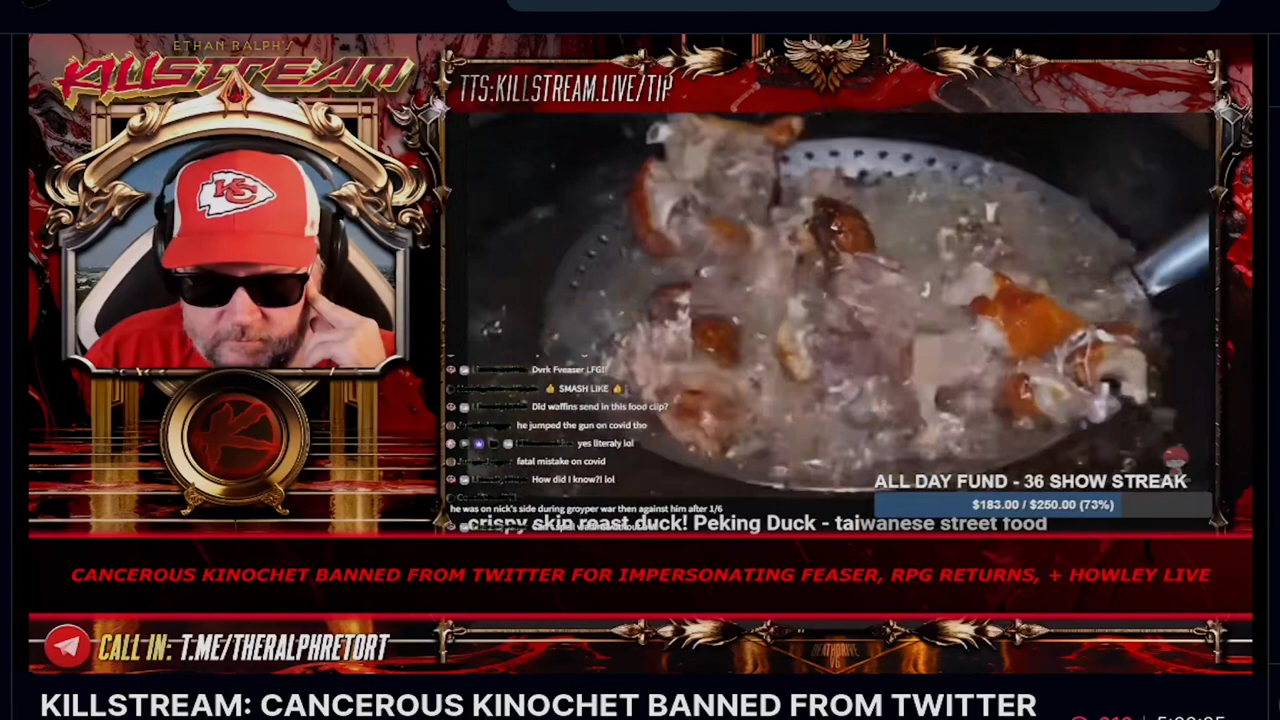 ETHAN RALPH'S
KILLSTREAM
TTS:KILLSTREAM.LIVE/TIP
KS
Dvrk Fveaser LFG!!
👍 SMASH LIKE 👍
Did waffins send in this food clip?
he jumped the gun on covid tho
yes literaly lol
fatal mistake on covid
How did I know?! lol
he was on nick's side during groyper war then against him after 1/6
ALL DAY FUND - 36 SHOW STREAK
$183.00 / $250.00 (73%)
crispy skin roast duck! Peking Duck - taiwanese street food
CANCEROUS KINOCHET BANNED FROM TWITTER FOR IMPERSONATING FEASER, RPG RETURNS, + HOWLEY LIVE
CALL IN: T.ME/THERALPHRETORT
KILLSTREAM: CANCEROUS KINOCHET BANNED FROM TWITTER